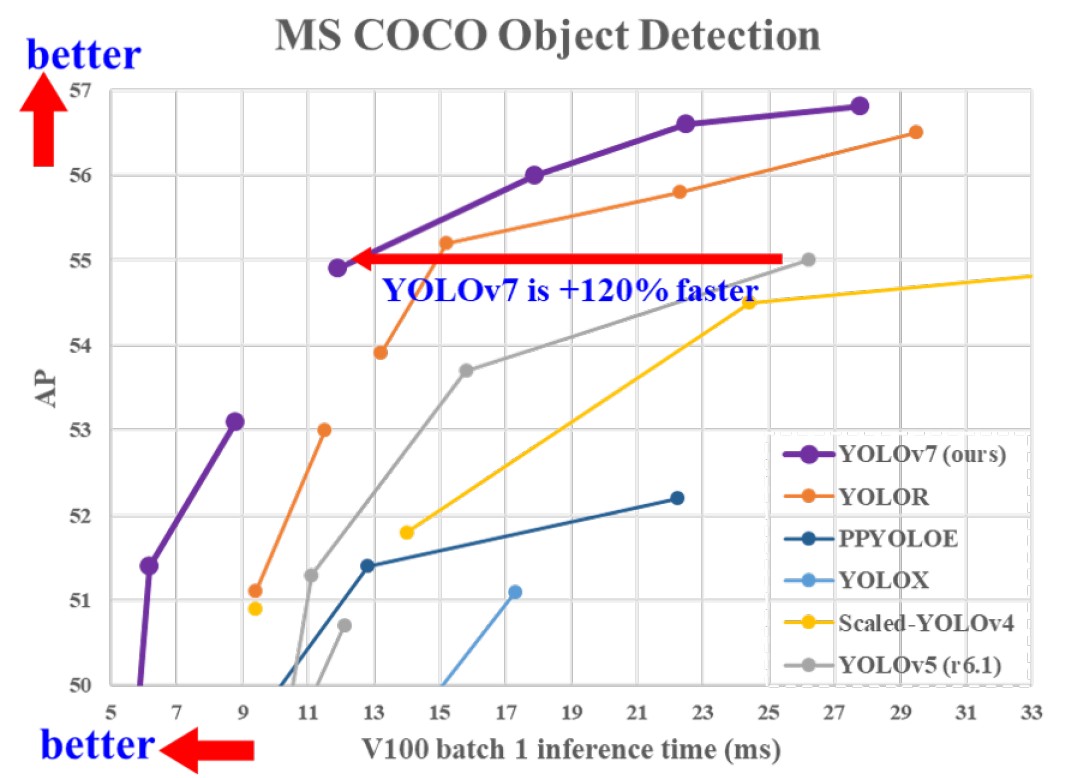 MS COCO Object Detection
better
57
56
55
54
53
52
51
50
AP
YOLOv7 is +120% faster
YOLOv7 (ours)
YOLOR
PPYOLOE
YOLOX
Scaled-YOLOv4
YOLOv5 (r6.1)
5 7 9 11 13 15 17 19 21 23 25 27 29 31 33
better
V100 batch 1 inference time (ms)